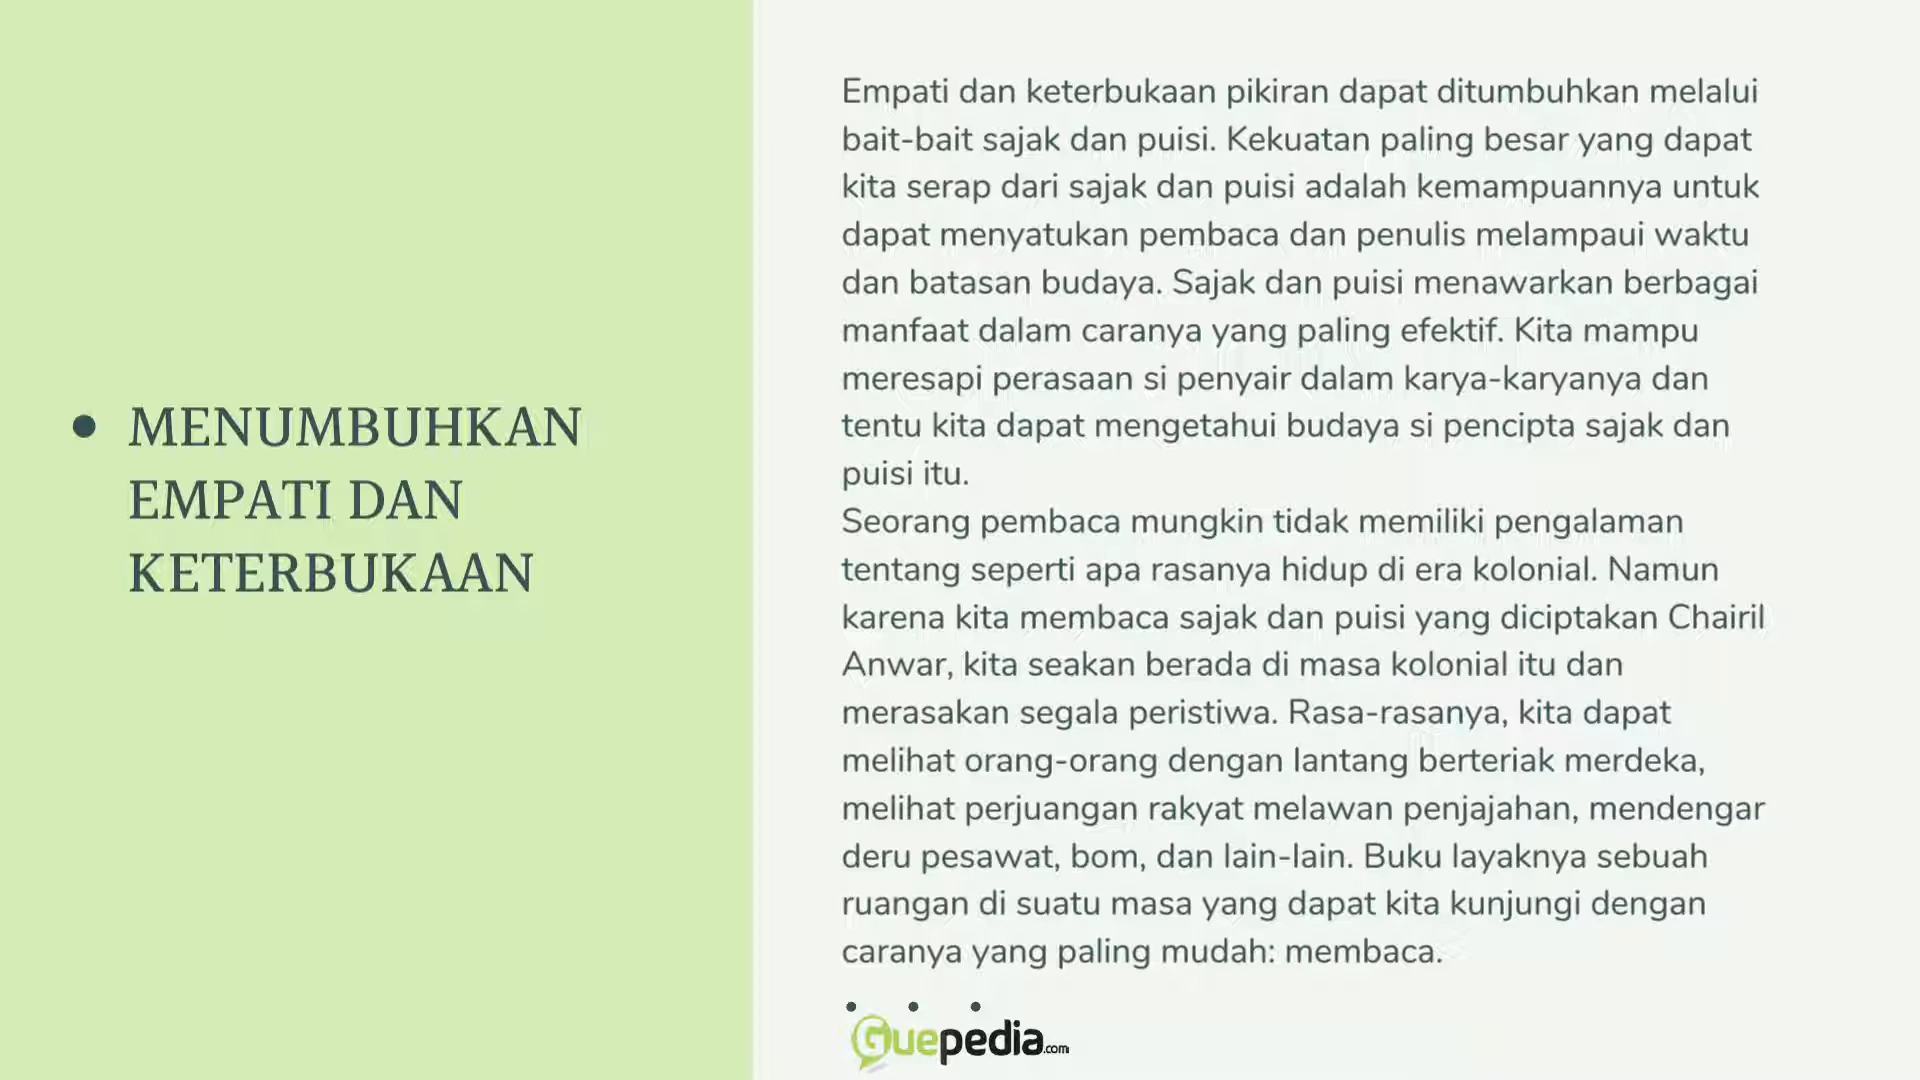 • MENUMBUHKAN
EMPATI DAN
KETERBUKAAN
Empati dan keterbukaan pikiran dapat ditumbuhkan melalui
bait-bait sajak dan puisi. Kekuatan paling besar yang dapat
kita serap dari sajak dan puisi adalah kemampuannya untuk
dapat menyatukan pembaca dan penulis melampaui waktu
dan batasan budaya. Sajak dan puisi menawarkan berbagai
manfaat dalam caranya yang paling efektif. Kita mampu
meresapi perasaan si penyair dalam karya-karyanya dan
tentu kita dapat mengetahui budaya si pencipta sajak dan
puisi itu.
Seorang pembaca mungkin tidak memiliki pengalaman
tentang seperti apa rasanya hidup di era kolonial. Namun
karena kita membaca sajak dan puisi yang diciptakan Chairil
Anwar, kita seakan berada di masa kolonial itu dan
merasakan segala peristiwa. Rasa-rasanya, kita dapat
melihat orang-orang dengan lantang berteriak merdeka,
melihat perjuangan rakyat melawan penjajahan, mendengar
deru pesawat, bom, dan lain-lain. Buku layaknya sebuah
ruangan di suatu masa yang dapat kita kunjungi dengan
caranya yang paling mudah: membaca.
Guepedia.com